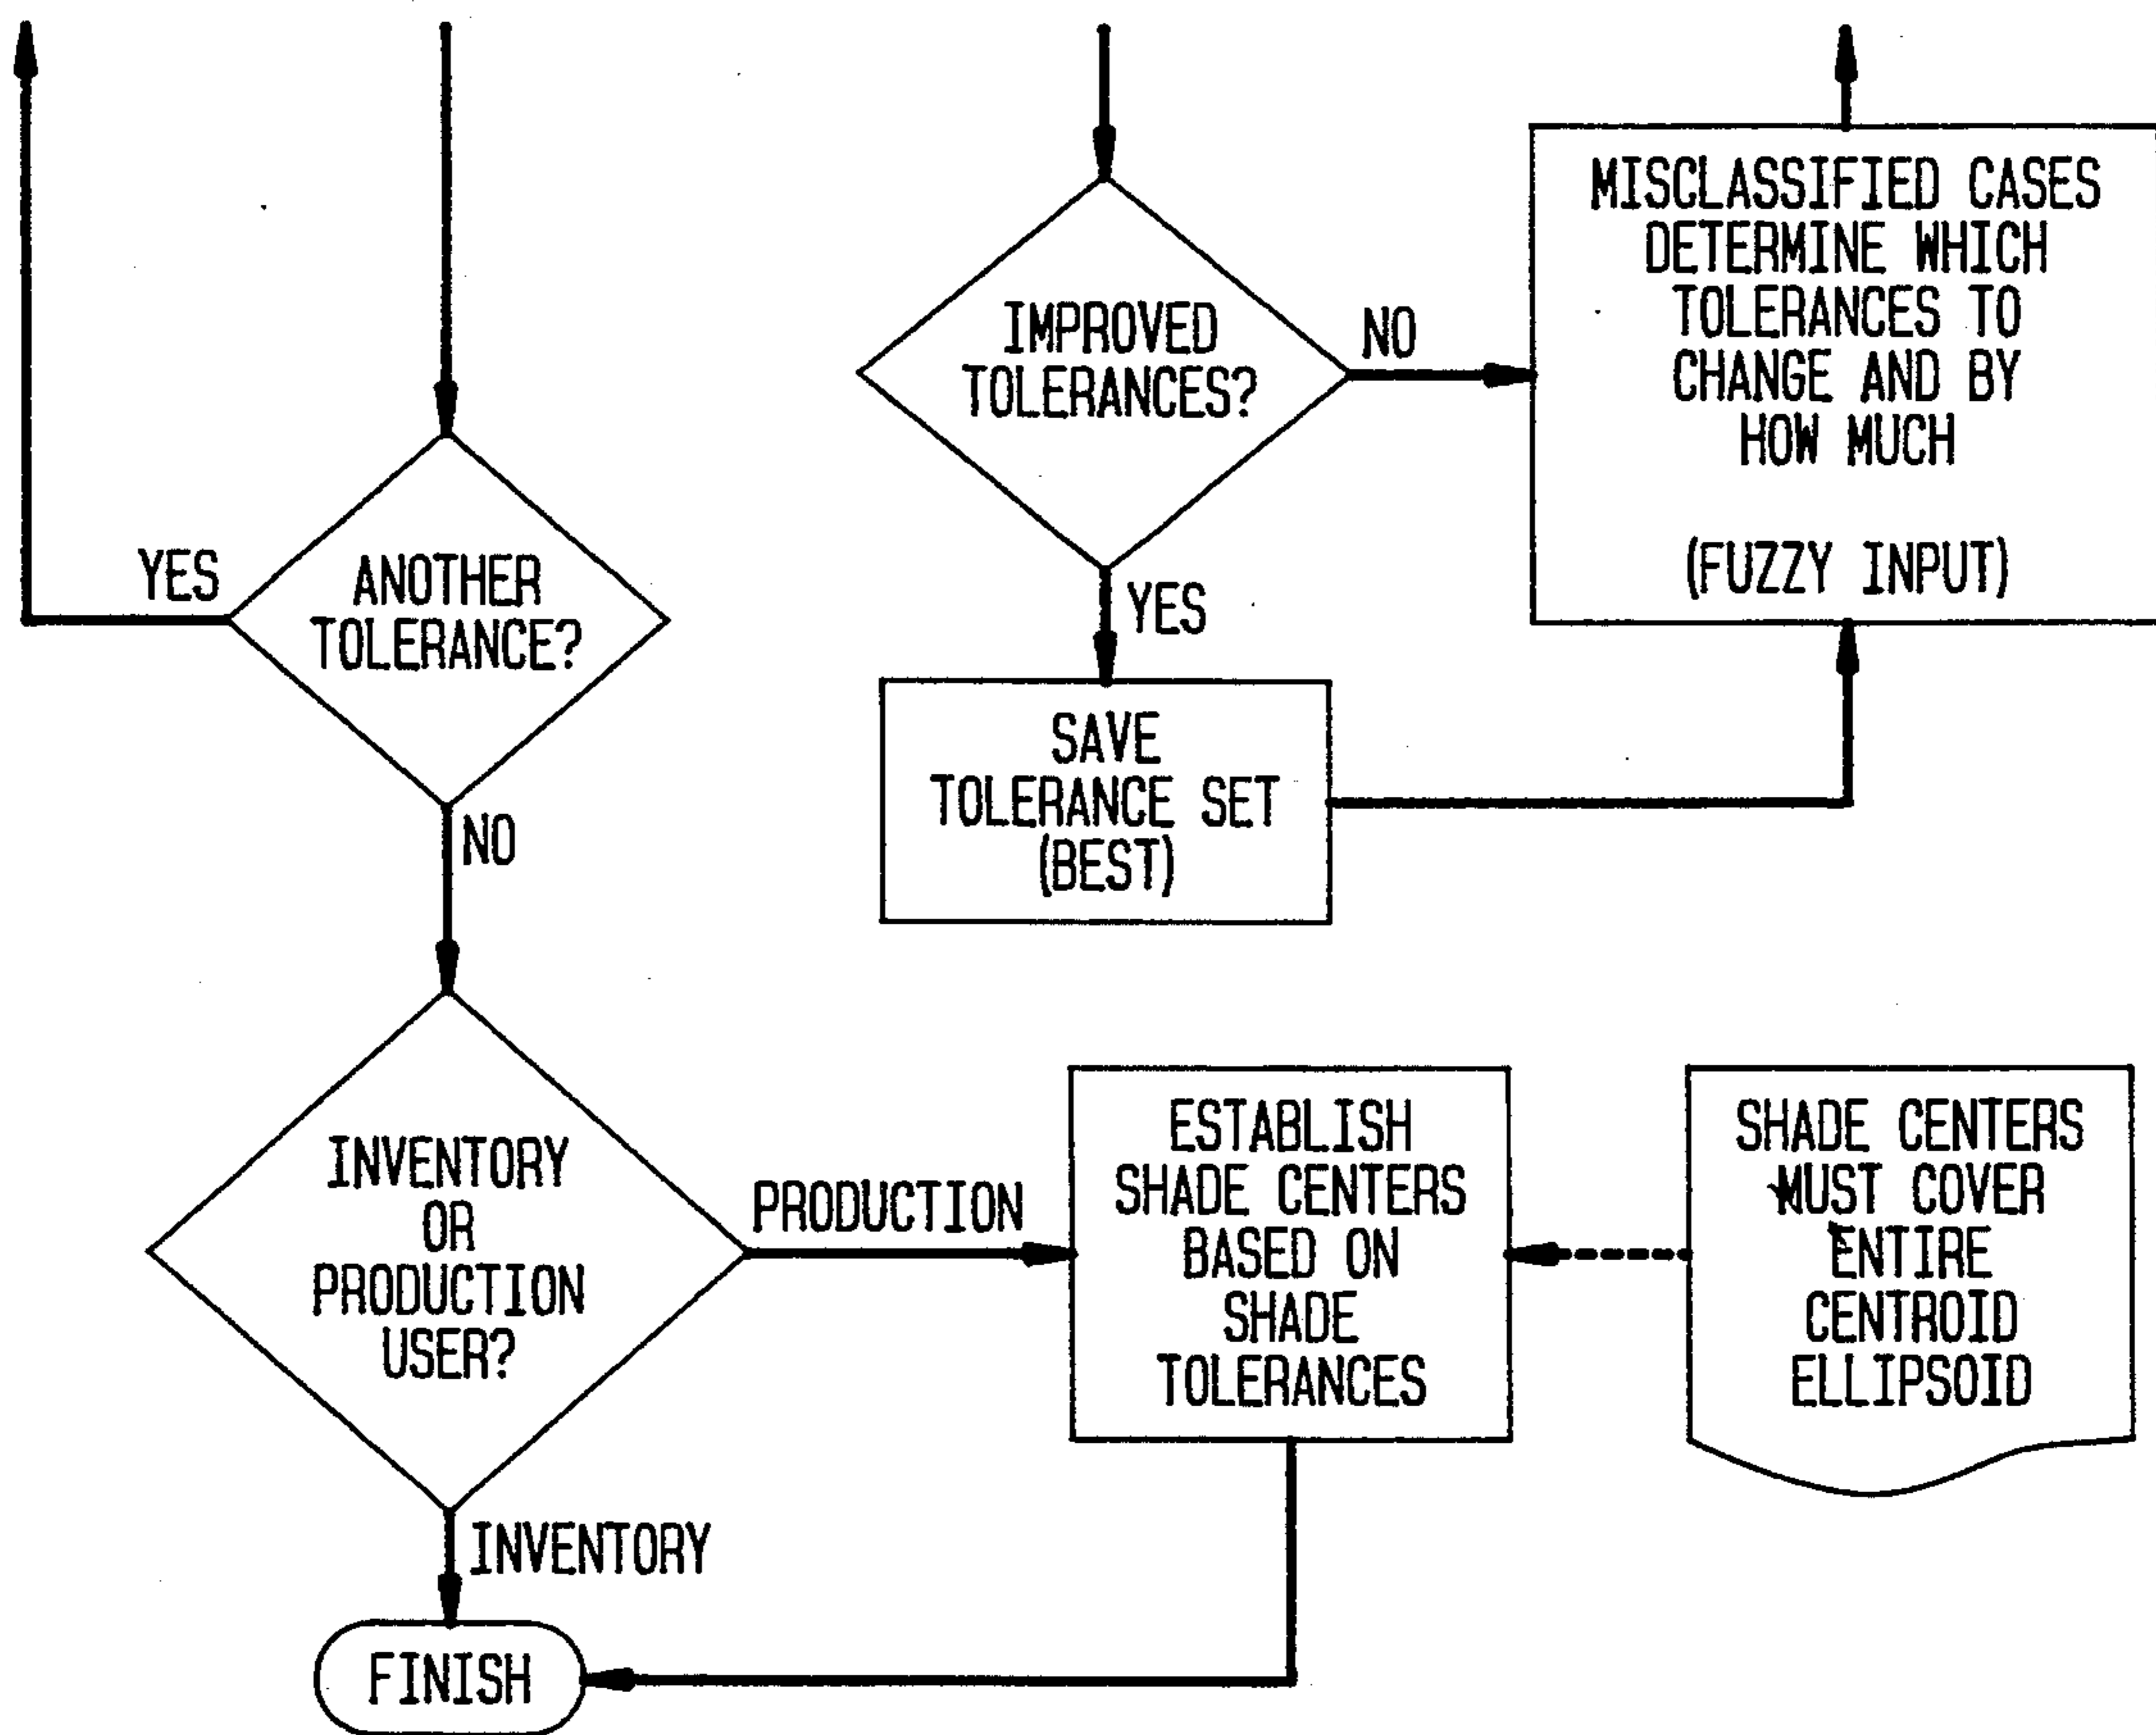 IMPROVED
TOLERANCES?
NO
YES
MISCLASSIFIED CASES
DETERMINE WHICH
TOLERANCES TO
CHANGE AND BY
HOW MUCH
(FUZZY INPUT)
YES
ANOTHER
TOLERANCE?
NO
SAVE
TOLERANCE SET
(BEST)
INVENTORY
OR
PRODUCTION
USER?
PRODUCTION
INVENTORY
ESTABLISH
SHADE CENTERS
BASED ON
SHADE
TOLERANCES
SHADE CENTERS
MUST COVER
ENTIRE
CENTROID
ELLIPSOID
FINISH